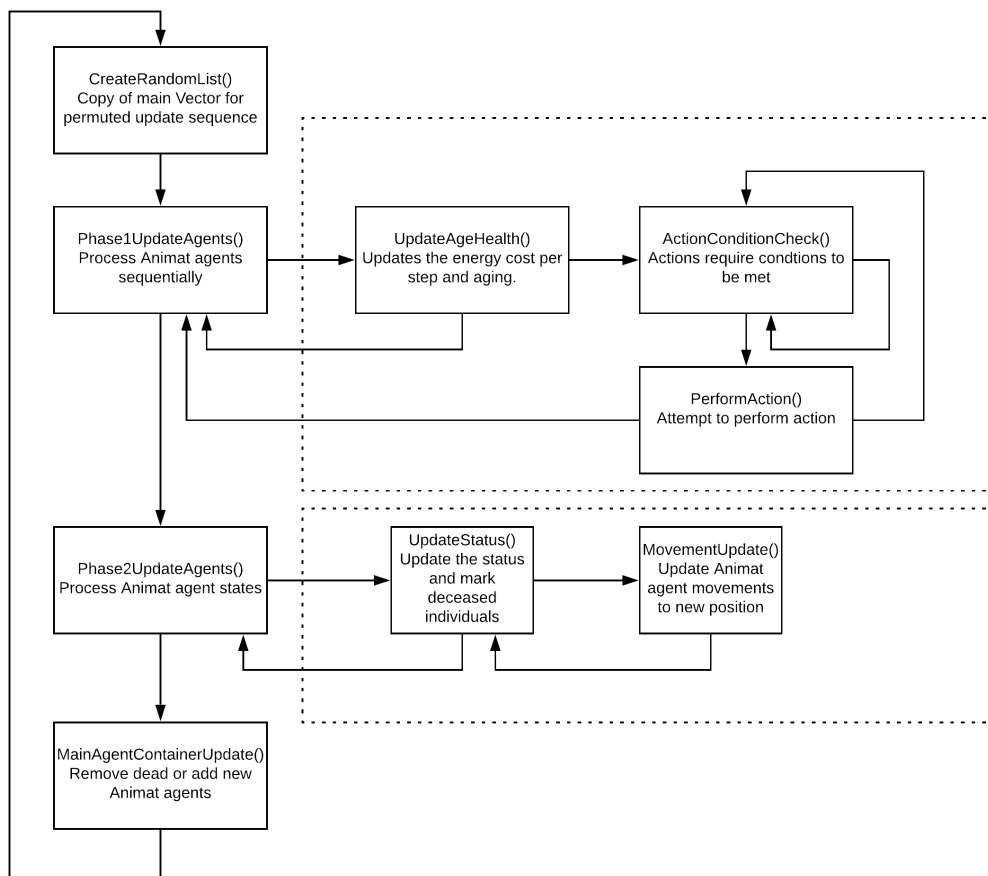 CreateRandomList()
Copy of main Vector for
permuted update sequence
Phase1UpdateAgents()
Process Animat agents
sequentially
UpdateAgeHealth()
Updates the energy cost per
step and aging.
ActionConditionCheck()
Actions require condtions to
be met
PerformAction()
Attempt to perform action
Phase2UpdateAgents()
Process Animat agent states
UpdateStatus()
Update the status
and mark
deceased
individuals
MovementUpdate()
Update Animat
agent movements
to new position
MainAgentContainerUpdate()
Remove dead or add new
Animat agents